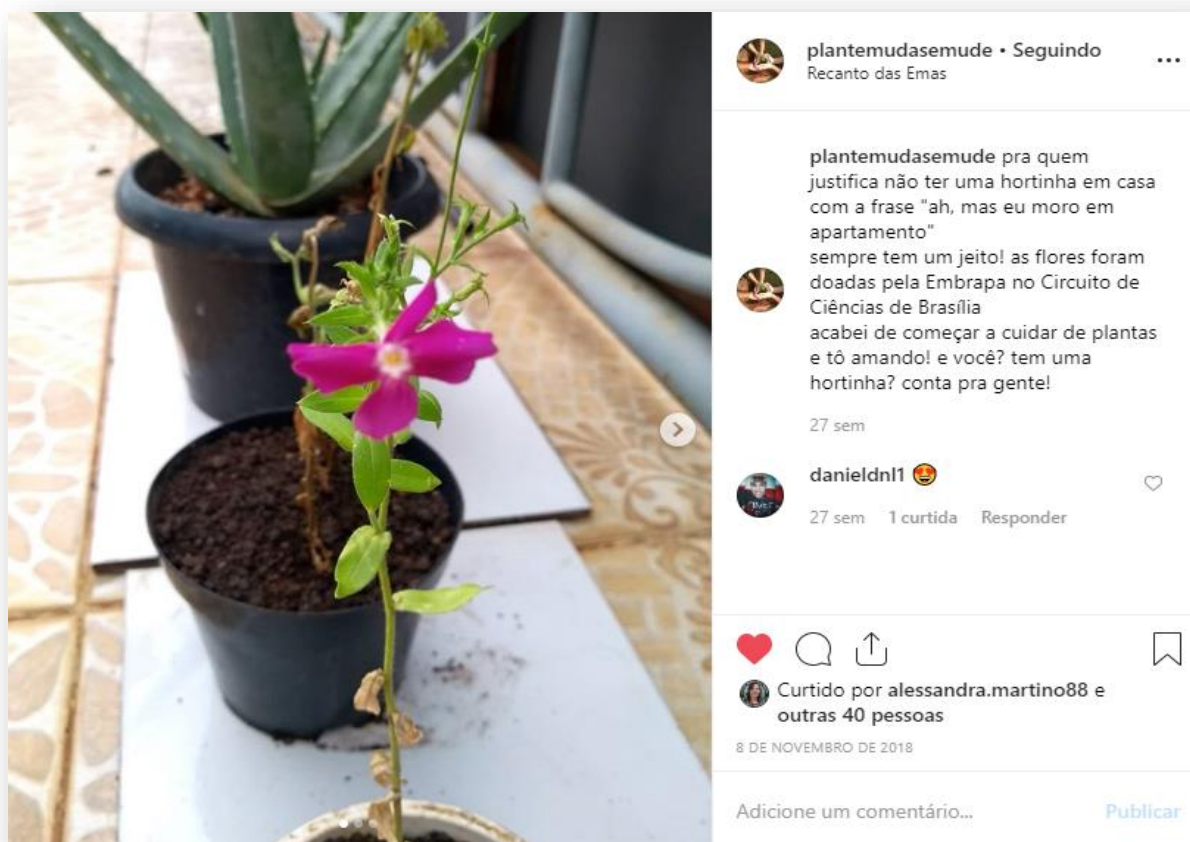 plantemudasemude • Seguindo
Recanto das Emas
plantemudasemude pra quem
justifica não ter uma hortinha em casa
com a frase "ah, mas eu moro em
apartamento"
sempre tem um jeito! as flores foram
doadas pela Embrapa no Circuito de
Ciências de Brasília
acabei de começar a cuidar de plantas
e tô amando! e você? tem uma
hortinha? conta pra gente!
27 sem
danieldnl1 😍
27 sem 1 curtida Responder
Curtido por alessandra.martino88 e
outras 40 pessoas
8 DE NOVEMBRO DE 2018
Adicione um comentário... Publicar